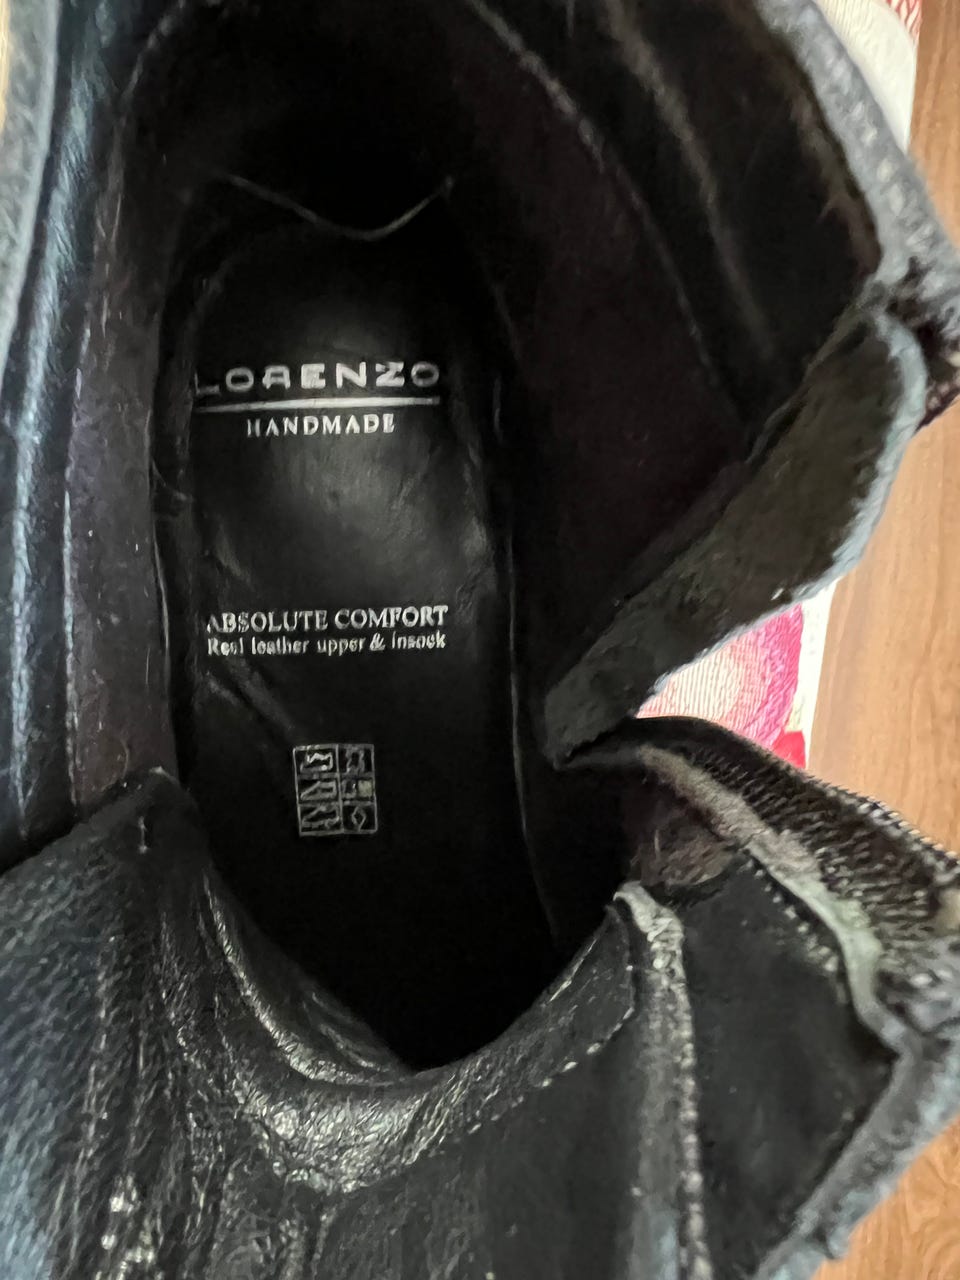 LORENZO
HANDMADE
ABSOLUTE COMFORT
Real leather upper & insock